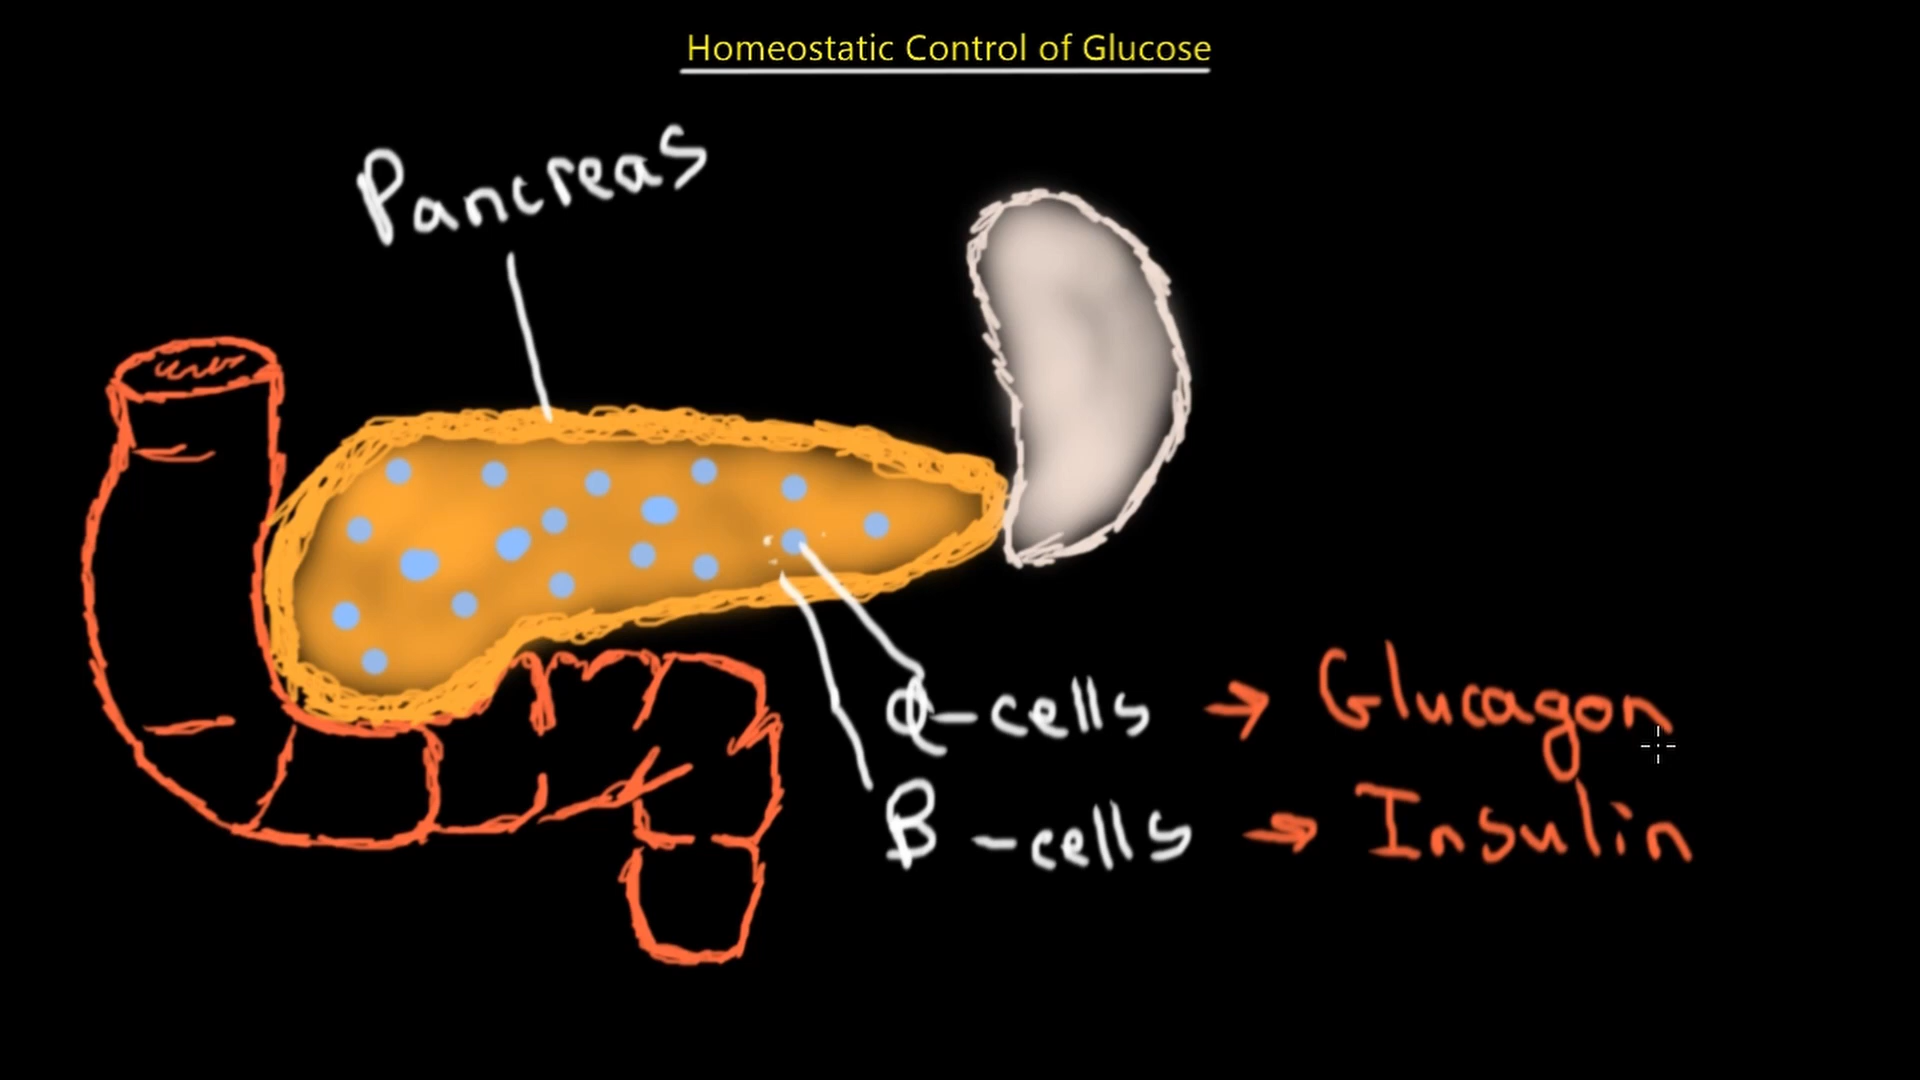 Homeostatic Control of Glucose
Pancreas
α-cells → Glucagon
B-cells → Insulin